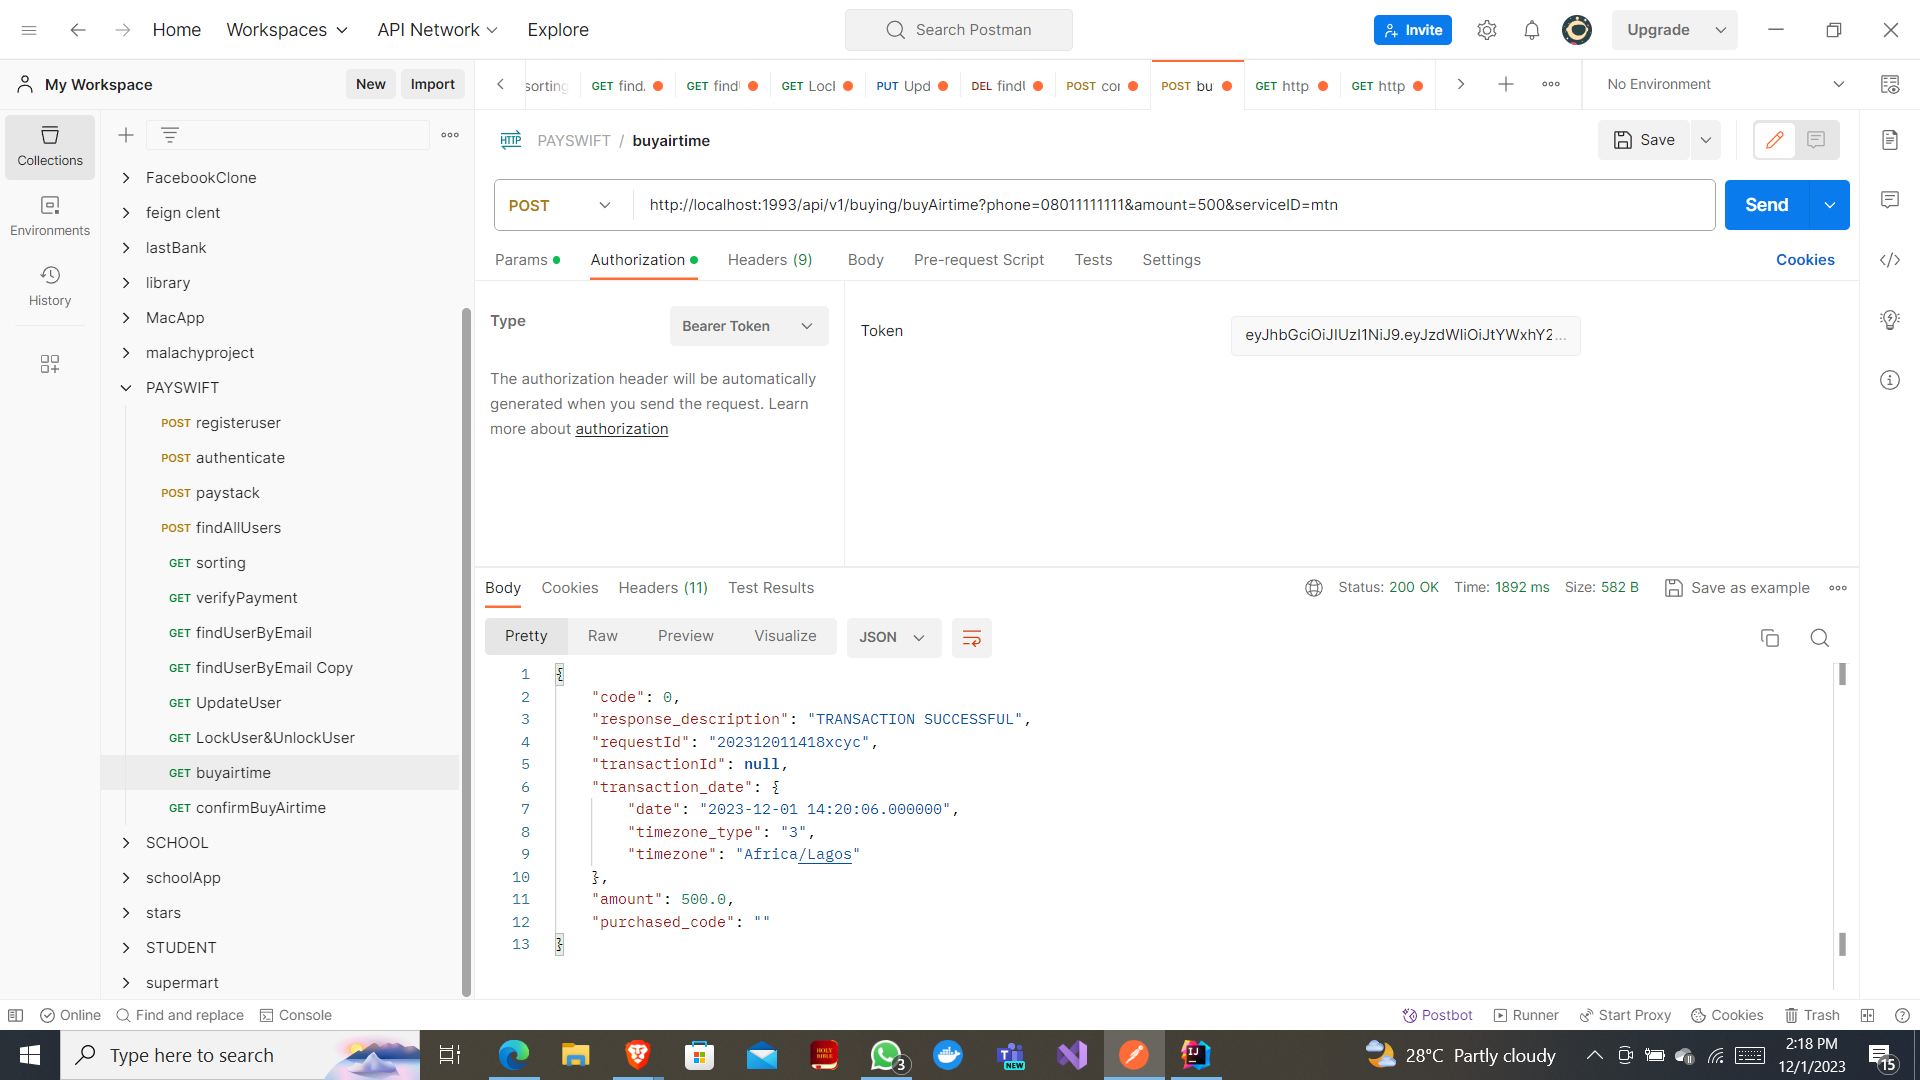 Home Workspaces API Network Explore Search Postman Invite Upgrade
My Workspace New Import
sorting GET find. GET find GET Locl PUT Upd DEL find POST co POST bu GET http GET http No Environment
Collections
Environments
History
FacebookClone
feign clent
lastBank
library
MacApp
malachyproject
PAYSWIFT
POST registeruser
POST authenticate
POST paystack
POST findAllUsers
GET sorting
GET verifyPayment
GET findUserByEmail
GET findUserByEmail Copy
GET UpdateUser
GET LockUser&UnlockUser
GET buyairtime
GET confirmBuyAirtime
SCHOOL
schoolApp
stars
STUDENT
supermart
HTTP PAYSWIFT / buyairtime Save
POST http://localhost:1993/api/v1/buying/buyAirtime?phone=08011111111&amount=500&serviceID=mtn Send
Params Authorization Headers (9) Body Pre-request Script Tests Settings Cookies
Type Bearer Token
The authorization header will be automatically
generated when you send the request. Learn
more about authorization
Token eyJhbGciOiJIUzI1NiJ9.eyJzdWIiOiJtYWxhY2...
Body Cookies Headers (11) Test Results Status: 200 OK Time: 1892 ms Size: 582 B Save as example
Pretty Raw Preview Visualize JSON
1 {
2 "code": 0,
3 "response_description": "TRANSACTION SUCCESSFUL",
4 "requestId": "202312011418xcyc",
5 "transactionId": null,
6 "transaction_date": {
7 "date": "2023-12-01 14:20:06.000000",
8 "timezone_type": "3",
9 "timezone": "Africa/Lagos"
10 },
11 "amount": 500.0,
12 "purchased_code": ""
13 }
Online Find and replace Console Postbot Runner Start Proxy Cookies Trash
Type here to search HOLY BIBLE 3 NEW 28°C Partly cloudy 2:18 PM
12/1/2023 15